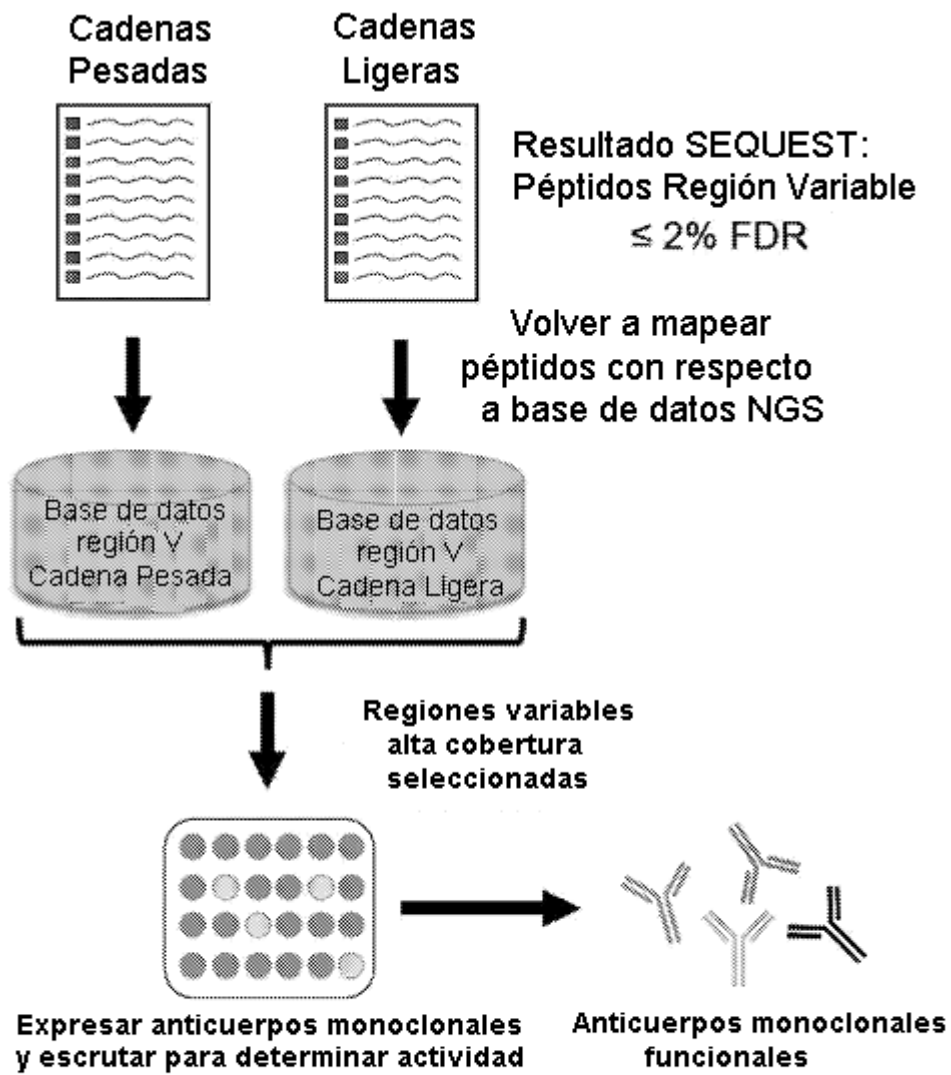 Cadenas
Pesadas
Cadenas
Ligeras
Resultado SEQUEST:
Péptidos Región Variable
≤ 2% FDR
Volver a mapear
péptidos con respecto
a base de datos NGS
Base de datos
región V
Cadena Pesada
Base de datos
región V
Cadena Ligera
Regiones variables
alta cobertura
seleccionadas
Expresar anticuerpos monoclonales
y escrutar para determinar actividad
Anticuerpos monoclonales
funcionales